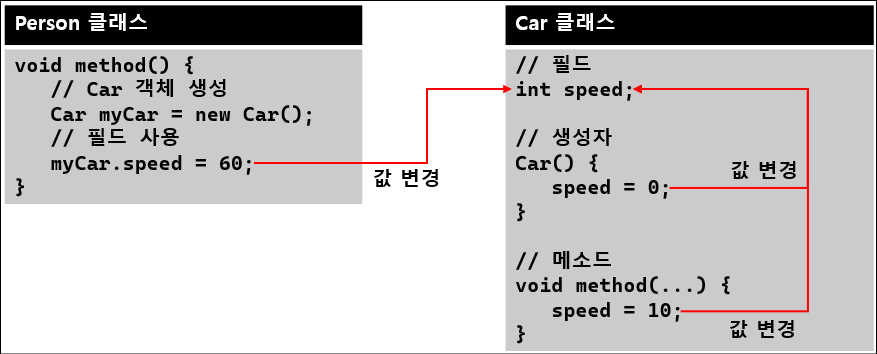 Person 클래스
void method() {
// Car 객체 생성
Car myCar = new Car();
// 필드 사용
myCar.speed = 60;
}
값 변경
Car 클래스
// 필드
int speed;
// 생성자
Car() {
speed = 0;
}
값 변경
// 메소드
void method(...) {
speed = 10;
}
값 변경